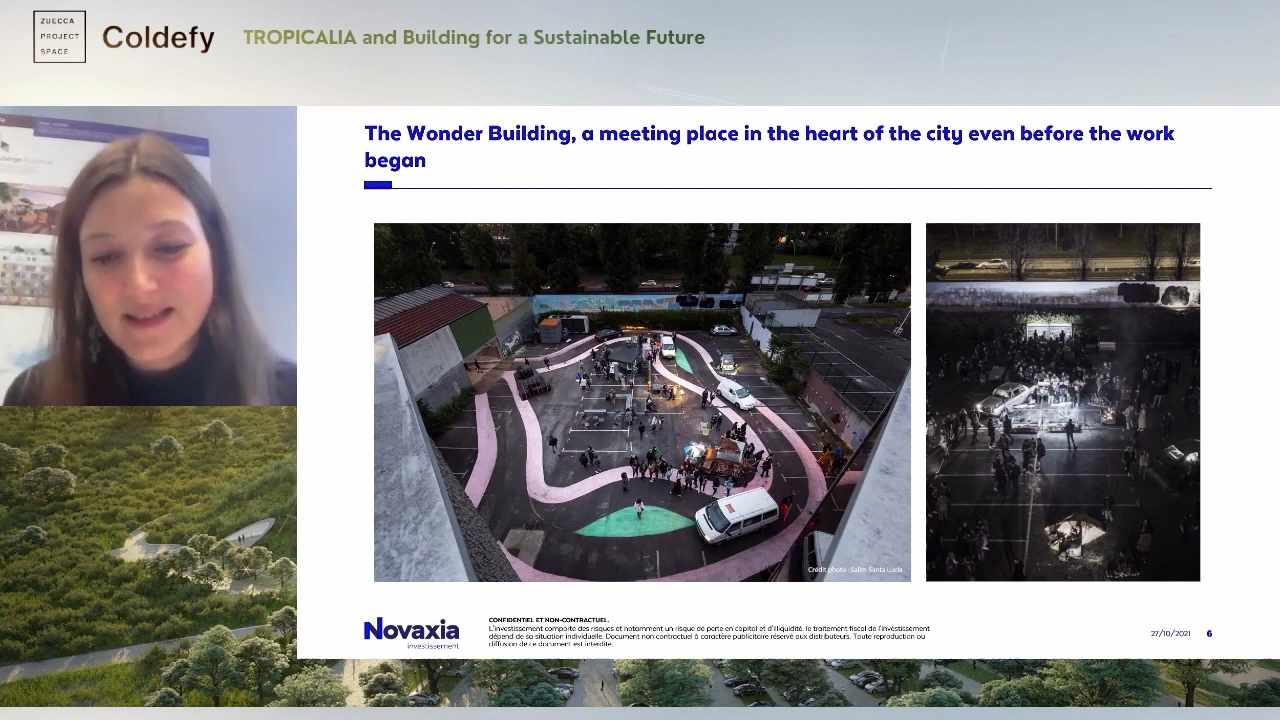 ZUECCA
PROJECT
SPACE
Coldefy
TROPICALIA and Building for a Sustainable Future
The Wonder Building, a meeting place in the heart of the city even before the work
began
Crédit photo : Salim Santa Lucia
Novaxia
investissement
CONFIDENTIEL ET NON-CONTRACTUEL.
L'investissement comporte des risques et notamment un risque de perte en capital et d'illiquidité. le traitement fiscal de l'investissement
dépend de sa situation individuelle. Document non contractuel à caractère publicitaire réservé aux distributeurs. Toute reproduction ou
diffusion de ce document est interdite.
27/10/2021 6